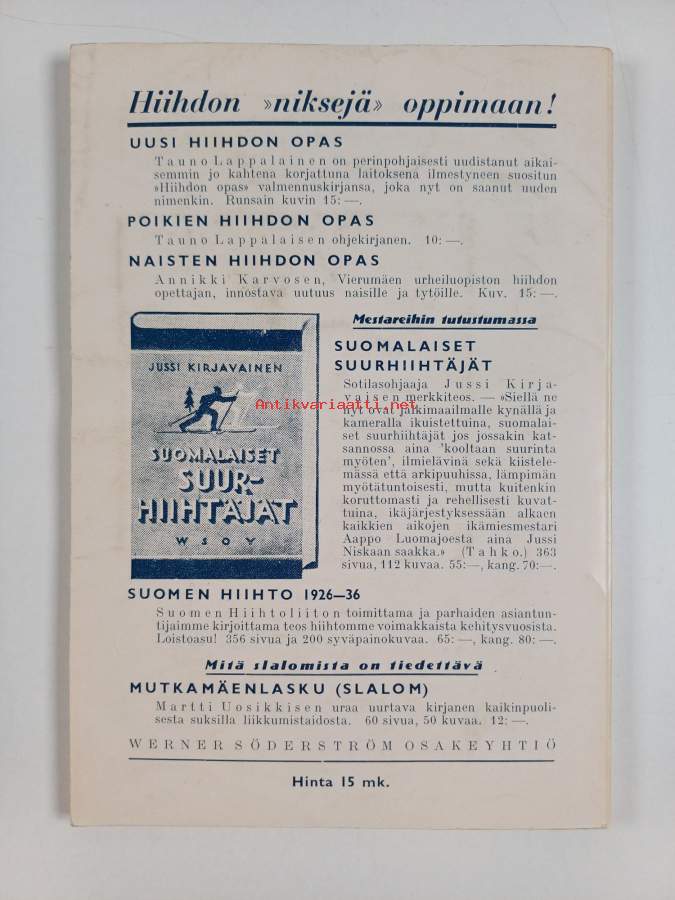 Hiihdon »niksejä» oppimaan!
UUSI HIIHDON OPAS
Tauno Lappalainen on perinpohjaisesti uudistanut aikai-
semmin jo kahtena korjattuna laitoksena ilmestyneen suositun
»Hiihdon opas» valmennuskirjansa, joka nyt on saanut uuden
nimenkin. Runsain kuvin 15: —.
POIKIEN HIIHDON OPAS
Tauno Lappalaisen ohjekirjanen. 10: —.
NAISTEN HIIHDON OPAS
Annikki Karvosen, Vierumäen urheiluopiston hiihdon
opettajan, innostava uutuus naisille ja tytöille. Kuv. 15: —.
JUSSI KIRJAVAINEN
SUOMALAISET
SUUR-
HIIHTÄJÄT
WSOY
Mestareihin tutustumassa
SUOMALAISET
SUURHIIHTÄJÄT
Sotilasohjaaja Jussi Kirja-
vaisen merkkiteos. — »Siellä ne
nyt ovat jälkimaailmalle kynällä ja
kameralla ikuistettuina, suomalai-
set suurhiihtäjät jos jossakin kat-
sannossa aina 'kooltaan suurinta
myöten', ilmielävinä sekä kiistele-
mässä että arkipuuhissa, lämpimän
myötätuntoisesti, mutta kuitenkin
koruttomasti ja rehellisesti kuvat-
tuina, ikäjärjestyksessään alkaen
kaikkien aikojen ikämiesmestari
Aappo Luomajoesta aina Jussi
Niskaan saakka.» (Tahko.) 363
sivua, 112 kuvaa. 55: —, kang. 70: —.
Antikvariaatti.net
SUOMEN HIIHTO 1926—36
Suomen Hiihtoliiton toimittama ja parhaiden asiantun-
tijaimme kirjoittama teos hiihtomme voimakkaista kehitysvuosista.
Loistoasu! 356 sivua ja 200 syväpainokuvaa. 65: —, kang. 80: —.
Mitä slalomista on tiedettävä
MUTKAMÄENLASKU (SLALOM)
Martti Uosikkisen uraa uurtava kirjanen kaikinpuoli-
sesta suksilla liikkumistaidosta. 60 sivua, 50 kuvaa. 12: —.
WERNER SÖDERSTRÖM OSAKEYHTIÖ
Hinta 15 mk.